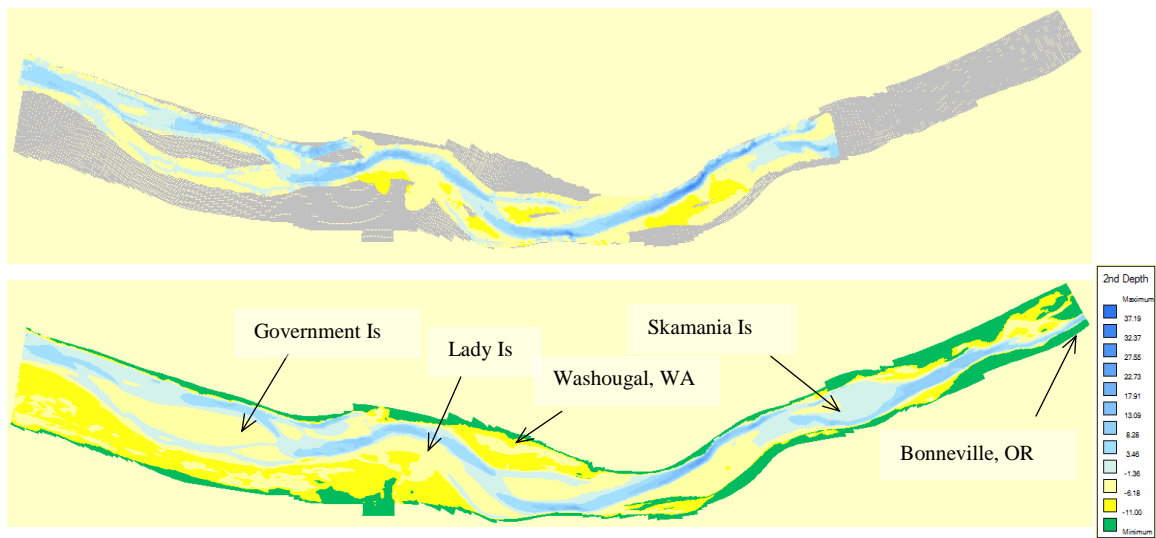 2nd Depth
Maximum
37.19
32.37
27.55
22.73
17.91
13.09
8.28
3.46
-1.36
-6.18
-11.00
Minimum
Government Is
Lady Is
Washougal, WA
Skamania Is
Bonneville, OR